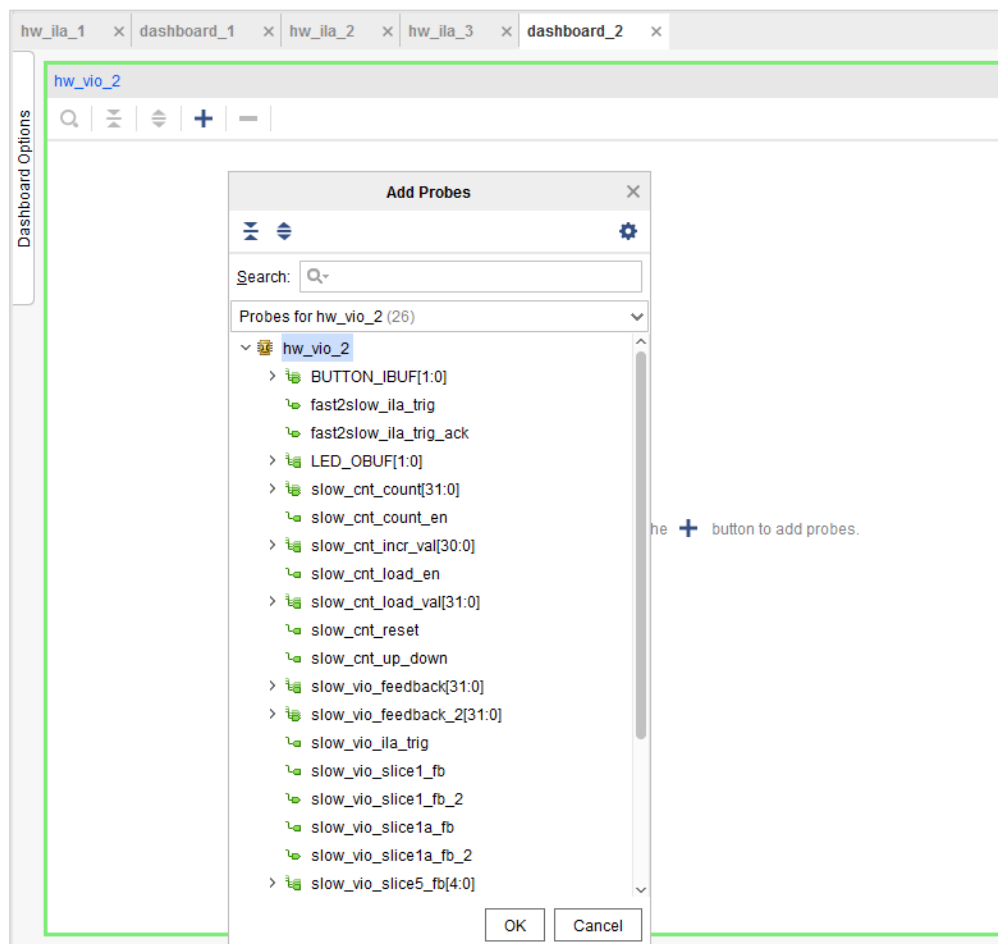 hw_ila_1 dashboard_1 hw_ila_2 hw_ila_3 dashboard_2
Dashboard Options
hw_vio_2
Add Probes
Search:
Probes for hw_vio_2 (26)
hw_vio_2
BUTTON_IBUF[1:0]
fast2slow_ila_trig
fast2slow_ila_trig_ack
LED_OBUF[1:0]
slow_cnt_count[31:0]
slow_cnt_count_en
he + button to add probes.
slow_cnt_incr_val[30:0]
slow_cnt_load_en
slow_cnt_load_val[31:0]
slow_cnt_reset
slow_cnt_up_down
slow_vio_feedback[31:0]
slow_vio_feedback_2[31:0]
slow_vio_ila_trig
slow_vio_slice1_fb
slow_vio_slice1_fb_2
slow_vio_slice1a_fb
slow_vio_slice1a_fb_2
slow_vio_slice5_fb[4:0]
OK Cancel